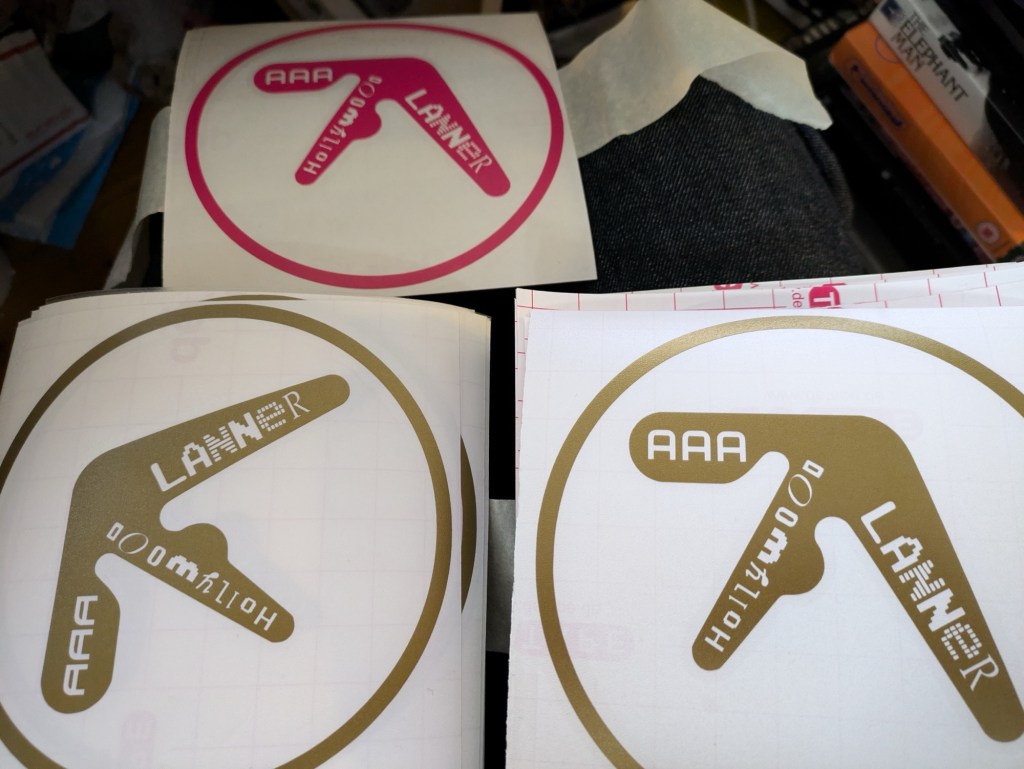 AAA
LANNER
HollywoOD
THE
ELEPHANT
MAN
LANNER
HollywoOD
AAA
AAA
HollywoOD
LANNER